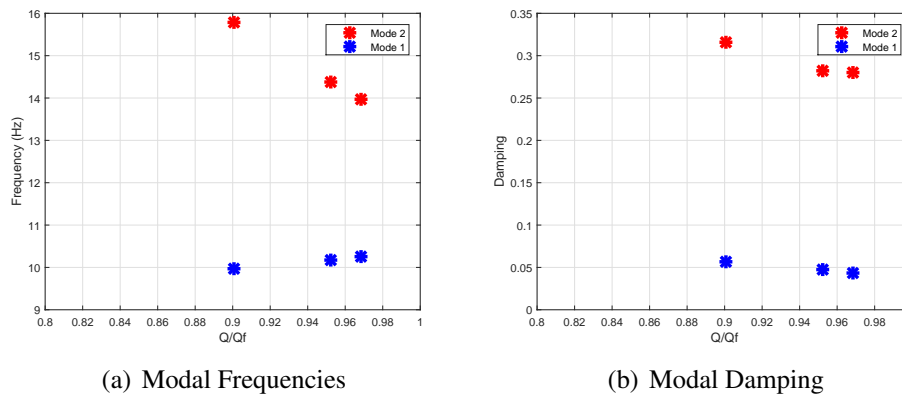 16
15
14
13
12
11
10
9
Frequency (Hz)
0.8 0.82 0.84 0.86 0.88 0.9 0.92 0.94 0.96 0.98 1
Q/Qf
Mode 2
Mode 1
(a) Modal Frequencies
0.35
0.3
0.25
0.2
0.15
0.1
0.05
0
Damping
0.8 0.82 0.84 0.86 0.88 0.9 0.92 0.94 0.96 0.98
Q/Qf
Mode 2
Mode 1
(b) Modal Damping